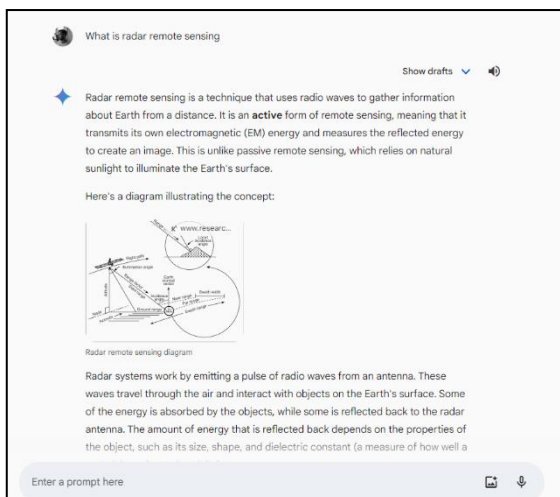 What is radar remote sensing
Show drafts
Radar remote sensing is a technique that uses radio waves to gather information
about Earth from a distance. It is an active form of remote sensing, meaning that it
transmits its own electromagnetic (EM) energy and measures the reflected energy
to create an image. This is unlike passive remote sensing, which relies on natural
sunlight to illuminate the Earth's surface.
Here's a diagram illustrating the concept:
www.researc...
Flight path
Ground range
Radar remote sensing diagram
Radar systems work by emitting a pulse of radio waves from an antenna. These
waves travel through the air and interact with objects on the Earth's surface. Some
of the energy is absorbed by the objects, while some is reflected back to the radar
antenna. The amount of energy that is reflected back depends on the properties of
the object, such as its size, shape, and dielectric constant (a measure of how well a
Enter a prompt here